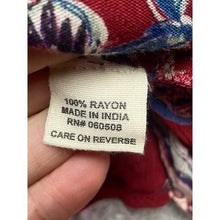 100% RAYON
MADE IN INDIA
RN# 060508
CARE ON REVERSE